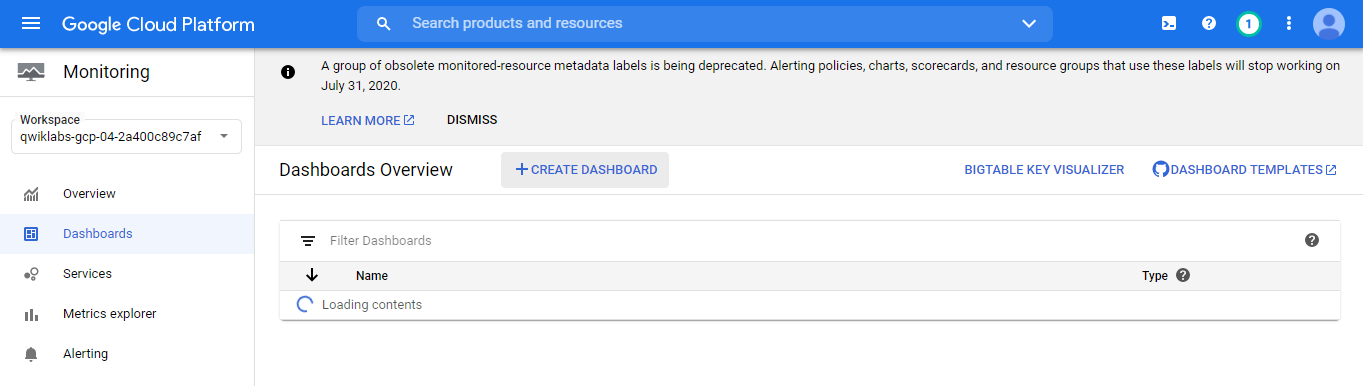 Google Cloud Platform
Search products and resources
1
Monitoring
A group of obsolete monitored-resource metadata labels is being deprecated. Alerting policies, charts, scorecards, and resource groups that use these labels will stop working on
July 31, 2020.
LEARN MORE
DISMISS
Workspace
qwiklabs-gcp-04-2a400c89c7af
Dashboards Overview
CREATE DASHBOARD
BIGTABLE KEY VISUALIZER
DASHBOARD TEMPLATES
Overview
Dashboards
Services
Metrics explorer
Alerting
Filter Dashboards
Name
Type
Loading contents